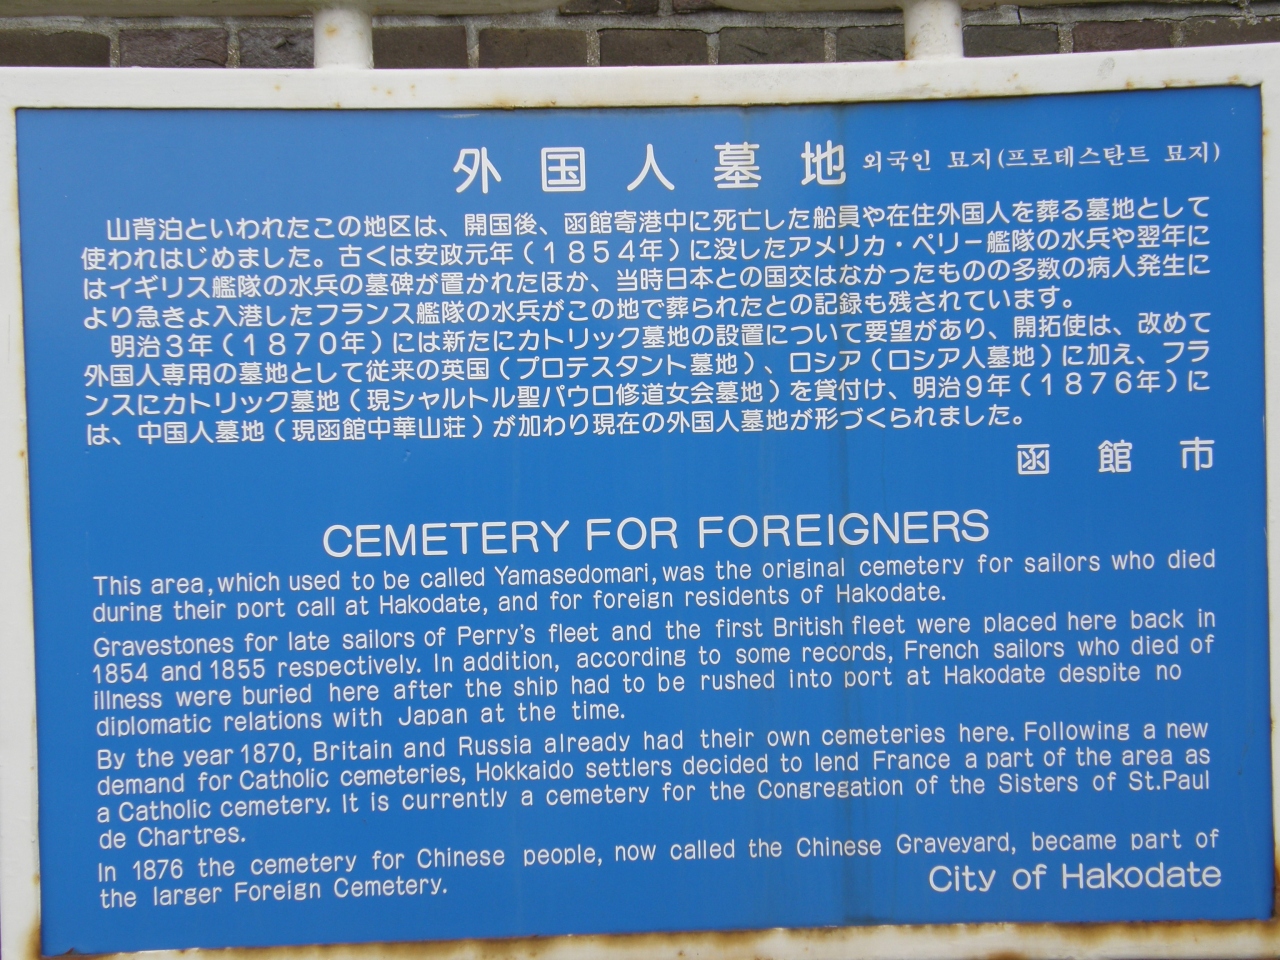 外国人墓地 외국인 묘지(프로테스탄트 묘지)
山背泊といわれたこの地区は、開国後、函館寄港中に死亡した船員や在住外国人を葬る墓地として
使われはじめました。古くは安政元年(1854年)に没したアメリカ・ペリー艦隊の水兵や翌年に
はイギリス艦隊の水兵の墓碑が置かれたほか、当時日本との国交はなかったものの多数の病人発生に
より急きょ入港したフランス艦隊の水兵がこの地で葬られたとの記録も残されています。
明治3年(1870年)には新たにカトリック墓地の設置について要望があり、開拓使は、改めて
外国人専用の墓地として従来の英国(プロテスタント墓地)、ロシア(ロシア人墓地)に加え、フラ
ンスにカトリック墓地(現シャルトル聖パウロ修道女会墓地)を貸付け、明治9年(1876年)に
は、中国人墓地(現函館中華山荘)が加わり現在の外国人墓地が形づくられました。
函館市
CEMETERY FOR FOREIGNERS
This area, which used to be called Yamasedomari, was the original cemetery for sailors who died
during their port call at Hakodate, and for foreign residents of Hakodate.
Gravestones for late sailors of Perry's fleet and the first British fleet were placed here back in
1854 and 1855 respectively. In addition, according to some records, French sailors who died of
illness were buried here after the ship had to be rushed into port at Hakodate despite no
diplomatic relations with Japan at the time.
By the year 1870, Britain and Russia already had their own cemeteries here. Following a new
demand for Catholic cemeteries, Hokkaido settlers decided to lend France a part of the area as
a Catholic cemetery. It is currently a cemetery for the Congregation of the Sisters of St.Paul
de Chartres.
In 1876 the cemetery for Chinese people, now called the Chinese Graveyard, became part of
the larger Foreign Cemetery.
City of Hakodate